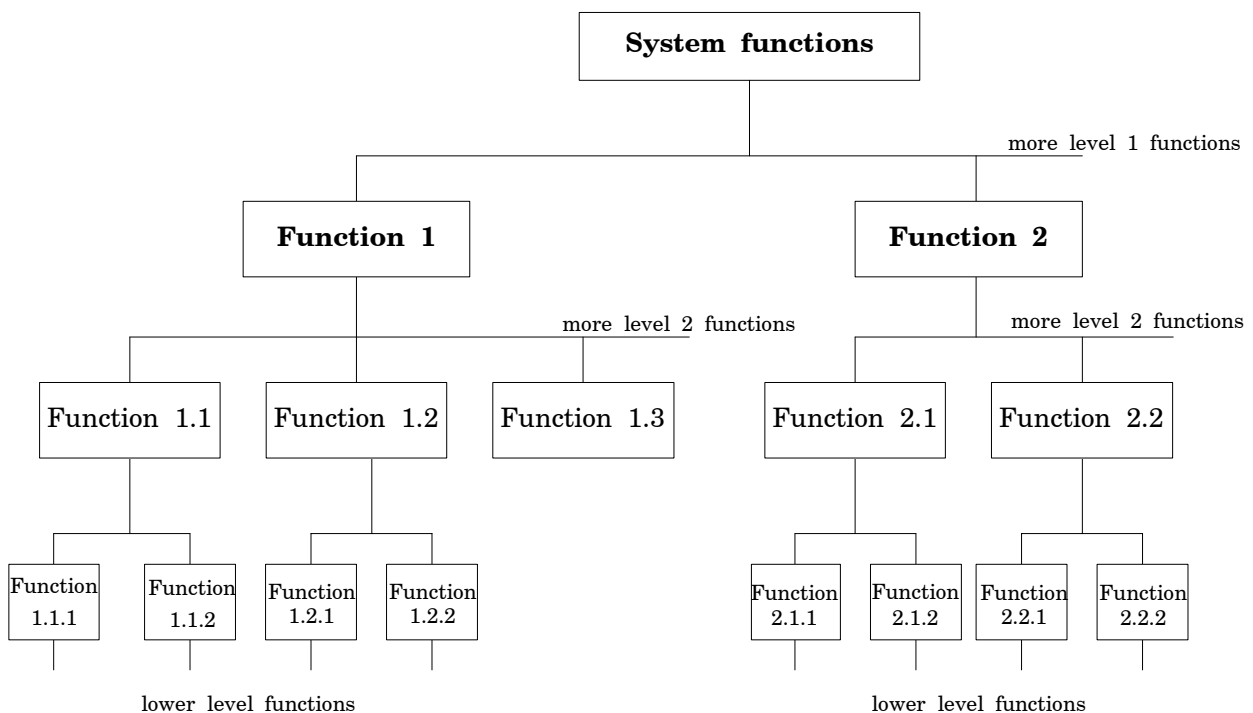 System functions
more level 1 functions
Function 1
Function 2
more level 2 functions
more level 2 functions
Function 1.1
Function 1.2
Function 1.3
Function 2.1
Function 2.2
Function
1.1.1
Function
1.1.2
Function
1.2.1
Function
1.2.2
Function
2.1.1
Function
2.1.2
Function
2.2.1
Function
2.2.2
lower level functions
lower level functions